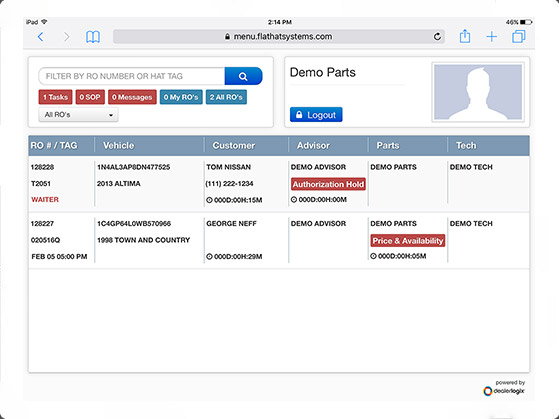 iPad 2:14 PM 46%
menu.flathatsystems.com
FILTER BY RO NUMBER OR HAT TAG
1 Tasks 0 SOP 0 Messages 0 My RO's 2 All RO's
All RO's
Demo Parts
Logout
RO # / TAG Vehicle Customer Advisor Parts Tech
128228 1N4AL3AP8DN477525 TOM NISSAN DEMO ADVISOR DEMO PARTS DEMO TECH
T2051 2013 ALTIMA (111) 222-1234 Authorization Hold
WAITER 000D:00H:15M 000D:00H:00M
128227 1C4GP64L0WB570966 GEORGE NEFF DEMO ADVISOR DEMO PARTS DEMO TECH
020516Q 1998 TOWN AND COUNTRY Price & Availability
FEB 05 05:00 PM 000D:00H:29M 000D:00H:05M
powered by
dealerlogix